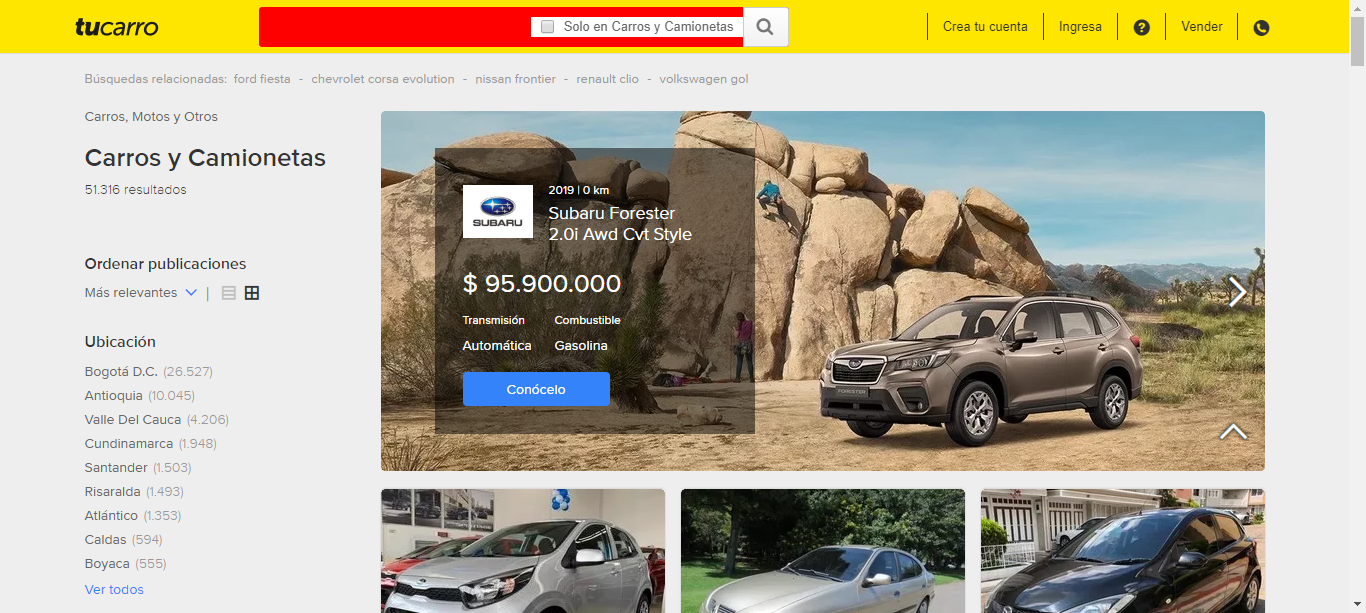 tucarro
Solo en Carros y Camionetas
Crea tu cuenta
Ingresa
?
Vender
Búsquedas relacionadas: ford fiesta - chevrolet corsa evolution - nissan frontier - renault clio - volkswagen gol
Carros, Motos y Otros
Carros y Camionetas
51.316 resultados
Ordenar publicaciones
Más relevantes |
Ubicación
Bogotá D.C. (26.527)
Antioquia (10.045)
Valle Del Cauca (4.206)
Cundinamarca (1.948)
Santander (1.503)
Risaralda (1.493)
Atlántico (1.353)
Caldas (594)
Boyaca (555)
Ver todos
SUBARU
2019 | 0 km
Subaru Forester
2.0i Awd Cvt Style
$ 95.900.000
Transmisión Combustible
Automática Gasolina
Conócelo
FORESTER